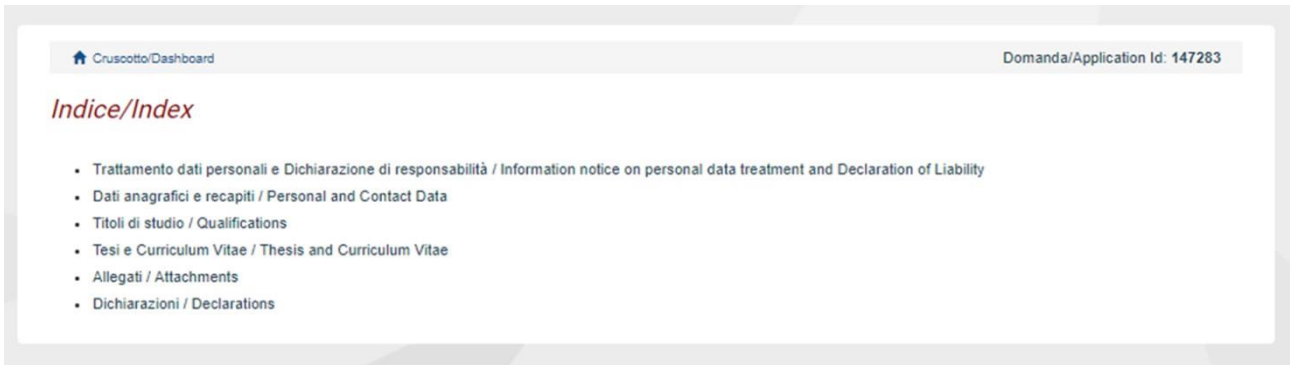 Cruscotto/Dashboard
Domanda/Application Id: 147283
Indice/Index
Trattamento dati personali e Dichiarazione di responsabilità / Information notice on personal data treatment and Declaration of Liability
Dati anagrafici e recapiti / Personal and Contact Data
Titoli di studio / Qualifications
Tesi e Curriculum Vitae / Thesis and Curriculum Vitae
Allegati / Attachments
Dichiarazioni / Declarations